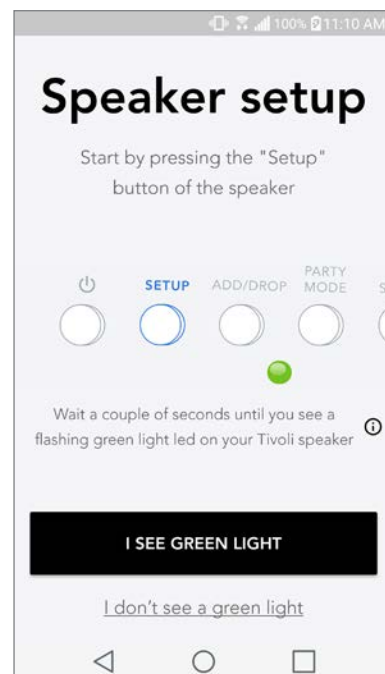 100% 11:10 AM
Speaker setup
Start by pressing the "Setup"
button of the speaker
SETUP ADD/DROP PARTY MODE S
Wait a couple of seconds until you see a
flashing green light led on your Tivoli speaker
I SEE GREEN LIGHT
I don't see a green light